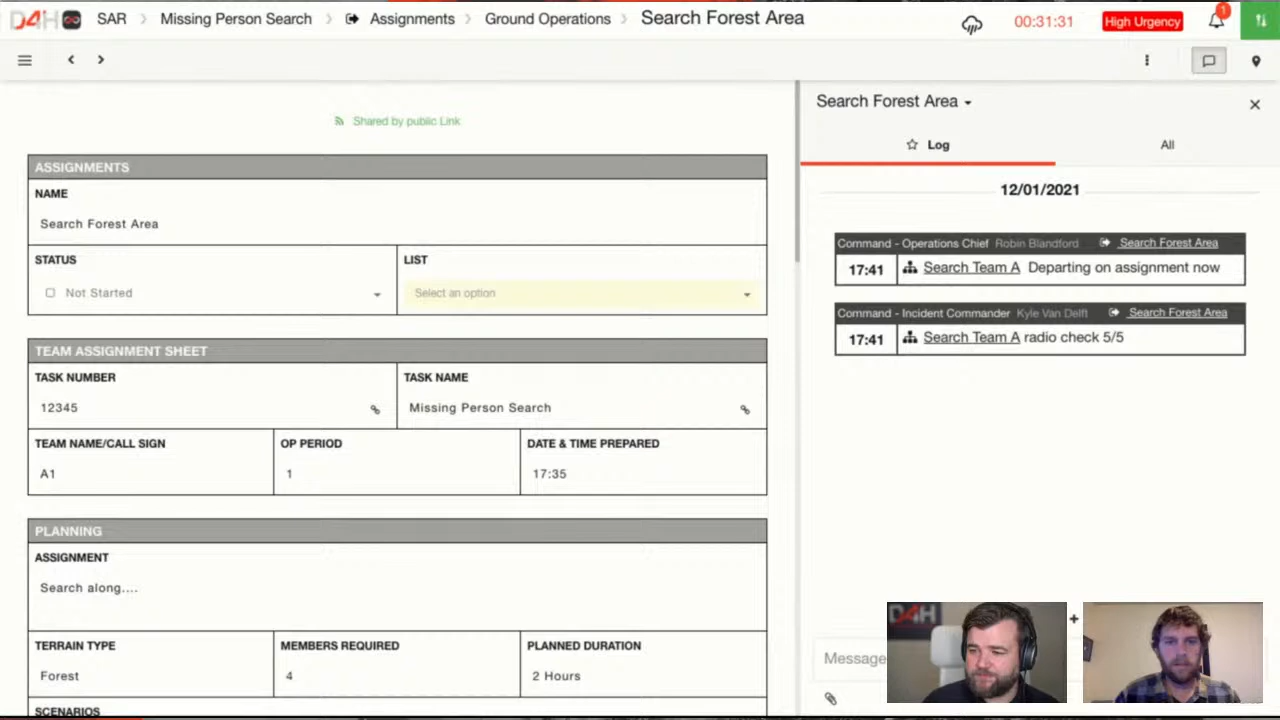 D4H SAR Missing Person Search Assignments Ground Operations Search Forest Area 00:31:31 High Urgency 1
Shared by public Link
ASSIGNMENTS
NAME
Search Forest Area
STATUS LIST
Not Started Select an option
TEAM ASSIGNMENT SHEET
TASK NUMBER TASK NAME
12345 Missing Person Search
TEAM NAME/CALL SIGN OP PERIOD DATE & TIME PREPARED
A1 1 17:35
PLANNING
ASSIGNMENT
Search along....
TERRAIN TYPE MEMBERS REQUIRED PLANNED DURATION
Forest 4 2 Hours
SCENARIOS
Search Forest Area
Log All
12/01/2021
Command - Operations Chief Robin Blandford Search Forest Area
17:41 Search Team A Departing on assignment now
Command - Incident Commander Kyle Van Delft Search Forest Area
17:41 Search Team A radio check 5/5
D4H
Message